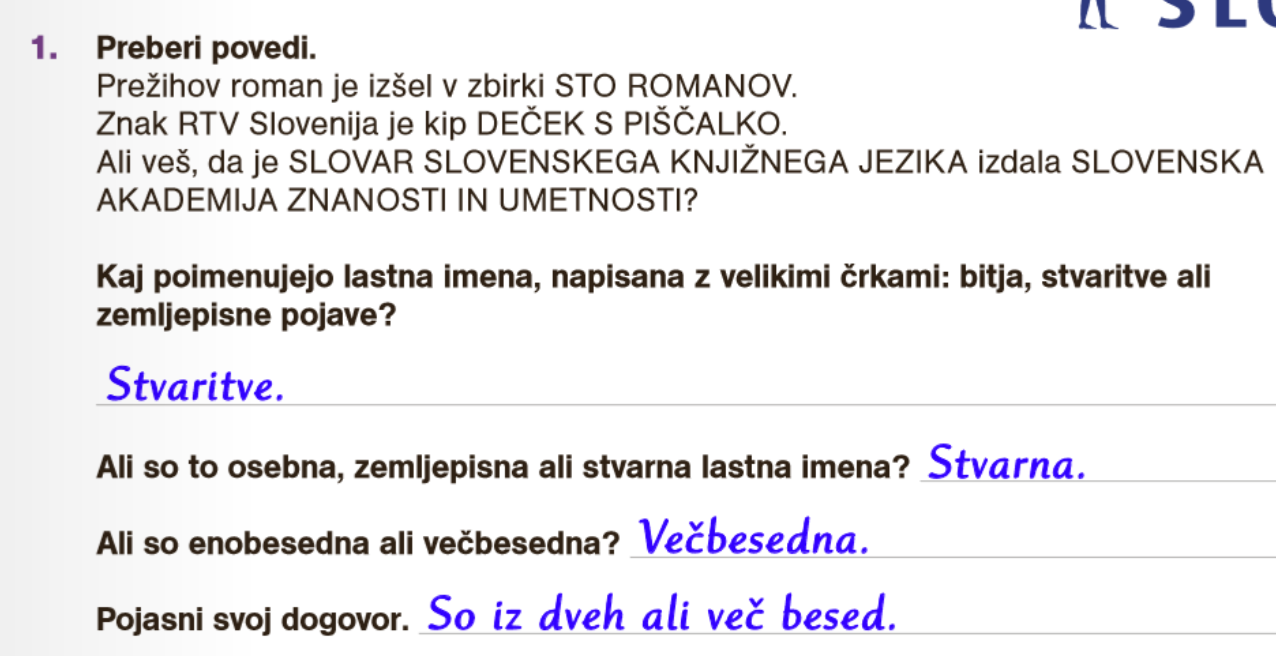 SLO
1. Preberi povedi.
Prežihov roman je izšel v zbirki STO ROMANOV.
Znak RTV Slovenija je kip DEČEK S PIŠČALKO.
Ali veš, da je SLOVAR SLOVENSKEGA KNJIŽNEGA JEZIKA izdala SLOVENSKA
AKADEMIJA ZNANOSTI IN UMETNOSTI?
Kaj poimenujejo lastna imena, napisana z velikimi črkami: bitja, stvaritve ali
zemljepisne pojave?
Stvaritve.
Ali so to osebna, zemljepisna ali stvarna lastna imena? Stvarna.
Ali so enobesedna ali večbesedna? Večbesedna.
Pojasni svoj dogovor. So iz dveh ali več besed.